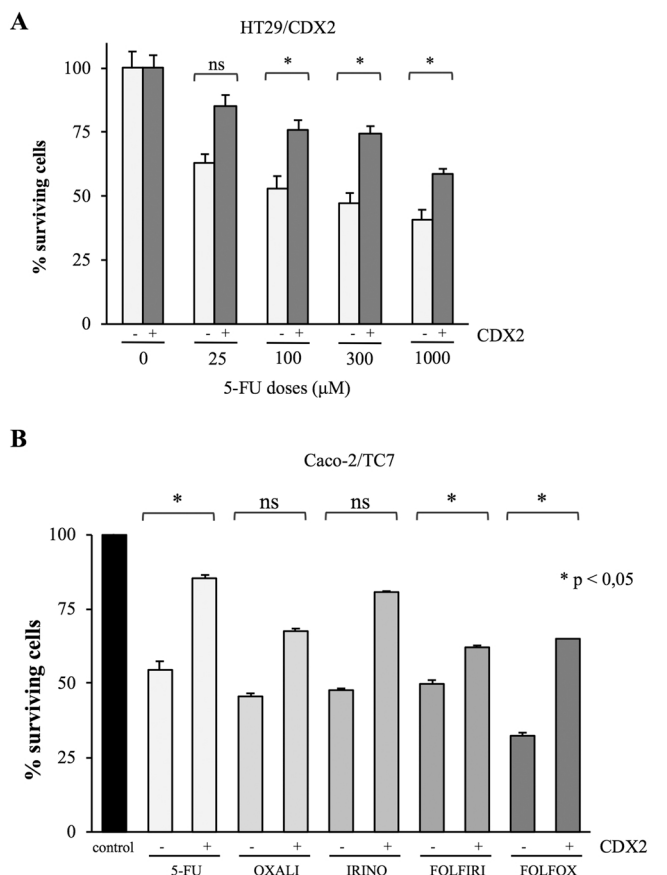 A
HT29/CDX2
ns * * *
100
75
50
25
0
% surviving cells
- + - + - + - + - + CDX2
0 25 100 300 1000
5-FU doses (μM)
B
Caco-2/TC7
* ns ns * *
100
* p < 0,05
75
50
25
0
% surviving cells
control - + - + - + - + - + CDX2
5-FU OXALI IRINO FOLFIRI FOLFOX